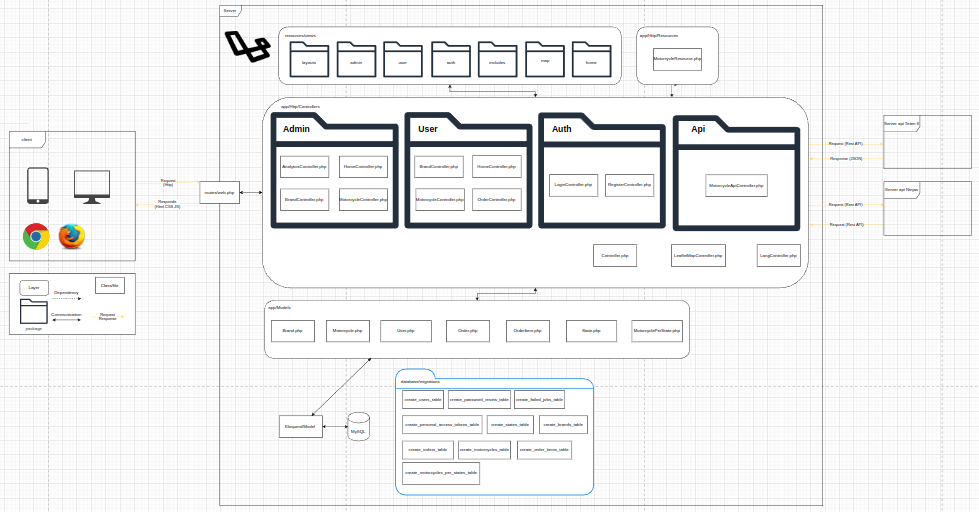 Server
resources/views
layouts
admin
user
auth
includes
map
home
app/Http/Resources
MotorcycleResource.php
app/Http/Controllers
Admin
AnalyticsController.php
HomeController.php
BrandController.php
MotorcycleController.php
User
BrandController.php
HomeController.php
MotorcycleController.php
OrderController.php
Auth
LoginController.php
RegisterController.php
Api
MotorcycleApiController.php
Controller.php
LeafletMapController.php
LangController.php
client
Request
(Http)
Response
(Html CSS JS)
routes/web.php
Request (Rest API)
Response (JSON)
Server api Team 6
Request (Rest API)
Request (Rest API)
Server api Ninjas
Layer
Dependency
Class/file
Communication
Request
Response
package
app/Models
Brand.php
Motorcycle.php
User.php
Order.php
OrderItem.php
State.php
MotorcyclePerState.php
EloquentModel
MySQL
database/migrations
create_users_table
create_password_resets_table
create_failed_jobs_table
create_personal_access_tokens_table
create_states_table
create_brands_table
create_orders_table
create_motorcycles_table
create_order_items_table
create_motorcycles_per_states_table